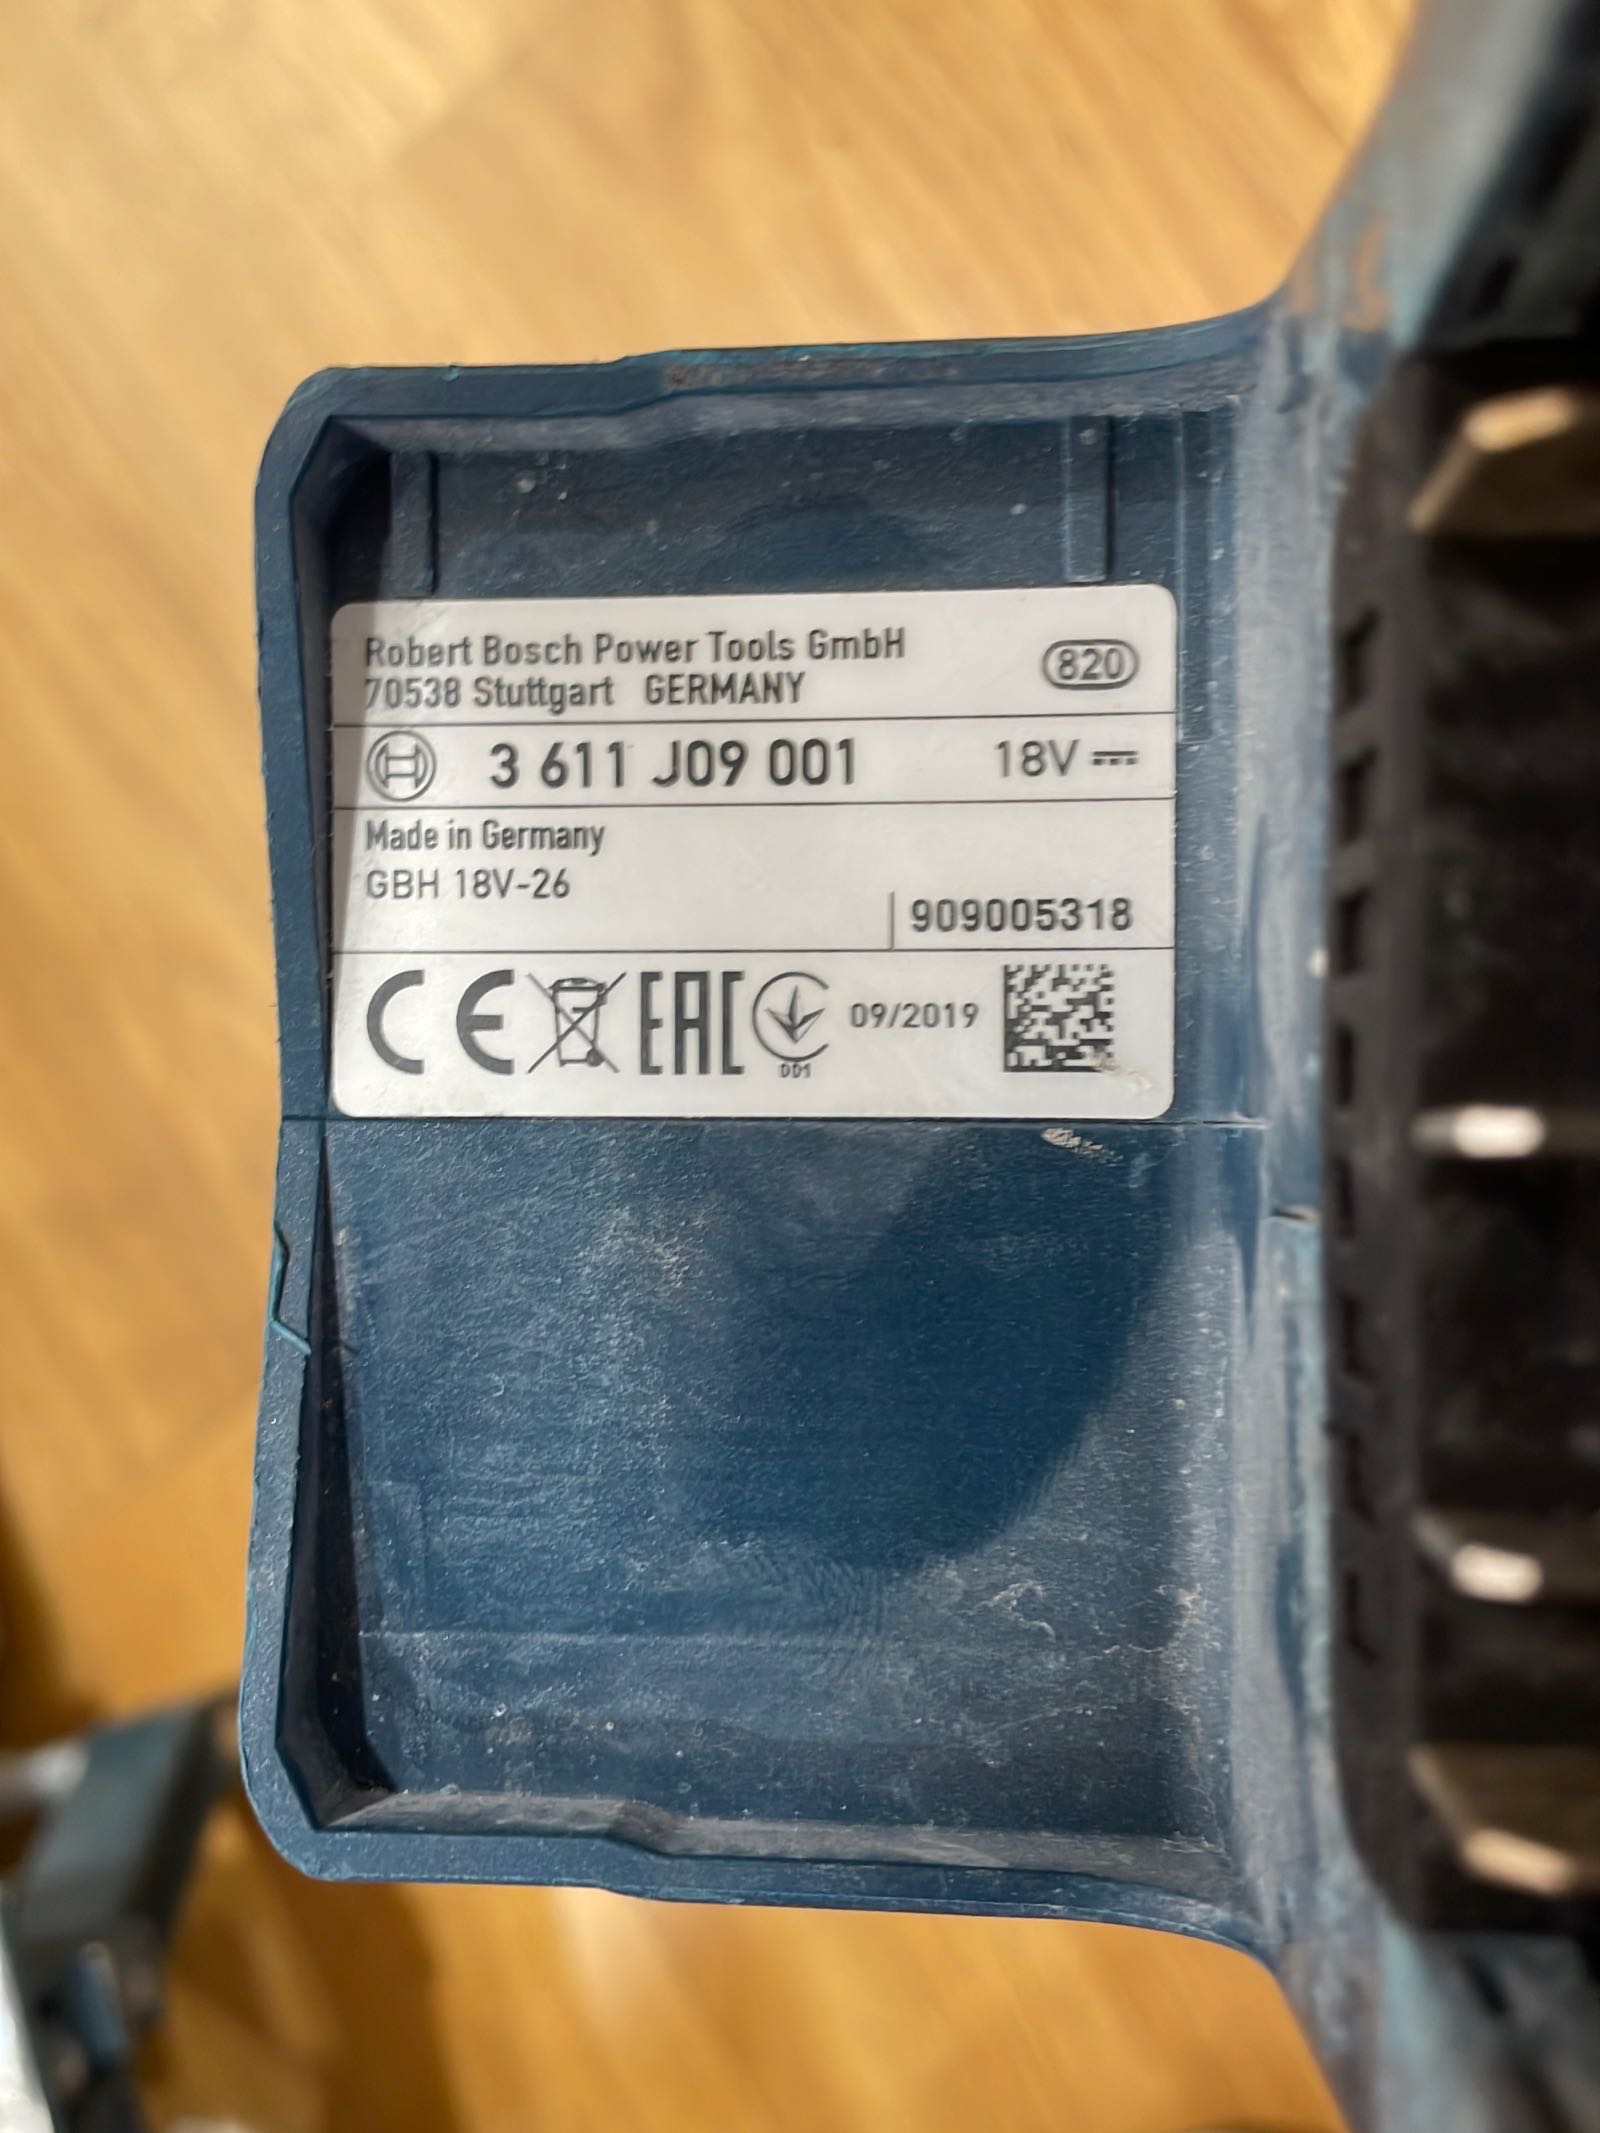 Robert Bosch Power Tools GmbH
70538 Stuttgart GERMANY
820
3 611 J09 001
18V
Made in Germany
GBH 18V-26
909005318
CE
EAC
001
09/2019